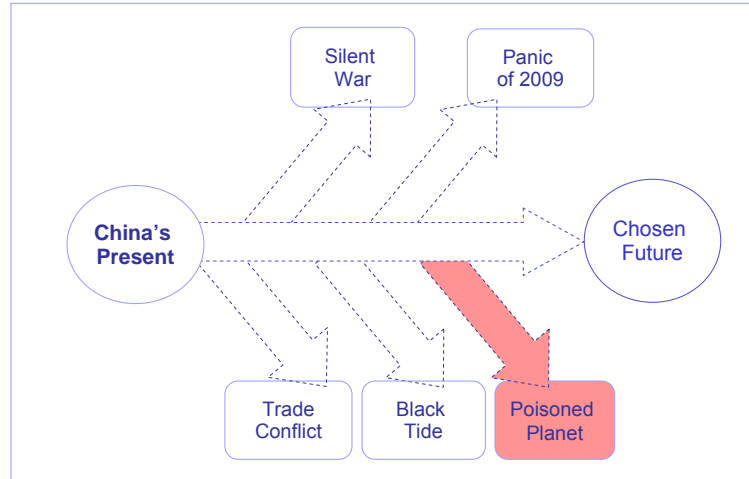 Silent
War
Panic
of 2009
China's
Present
Chosen
Future
Trade
Conflict
Black
Tide
Poisoned
Planet